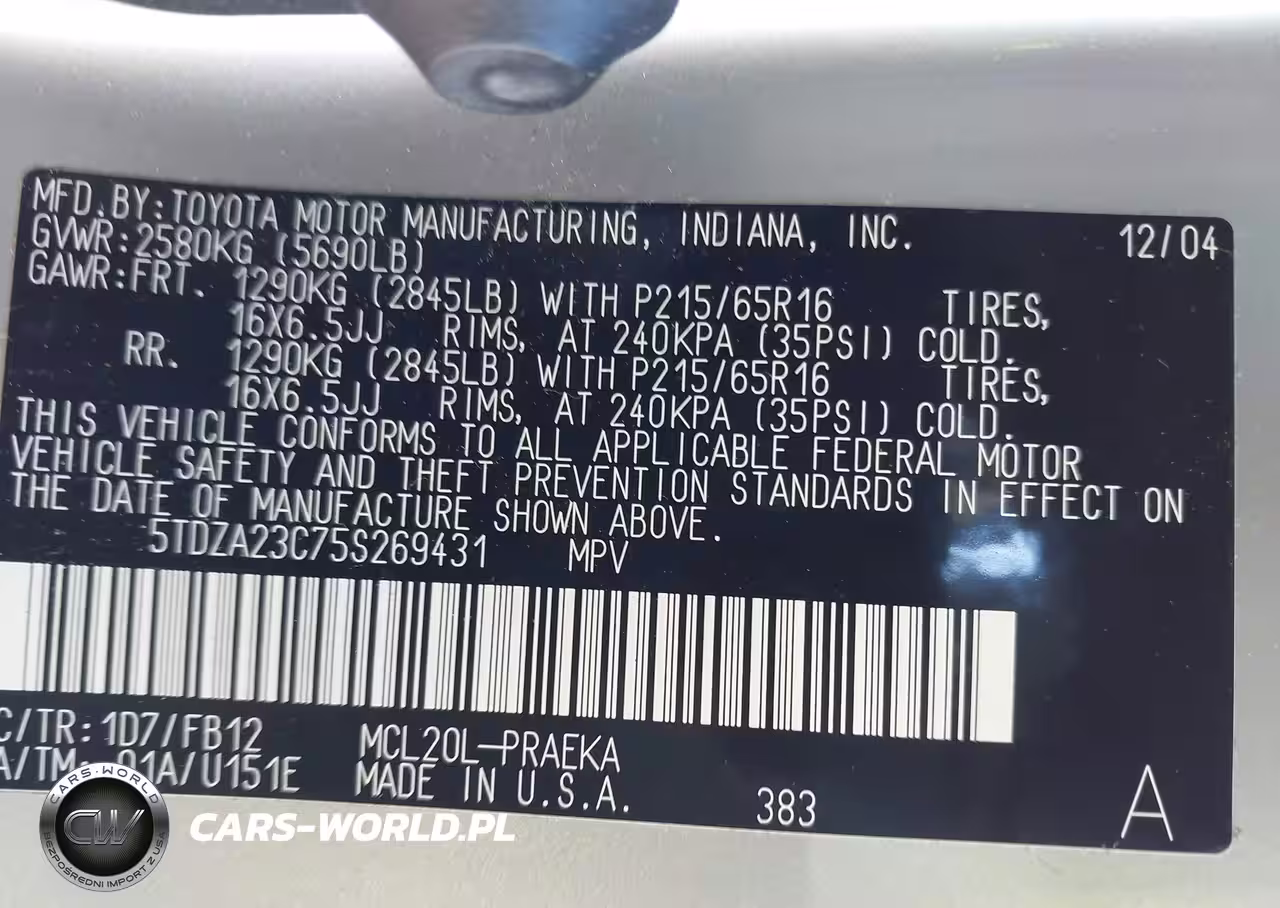 MFD.BY:TOYOTA MOTOR MANUFACTURING, INDIANA, INC. 12/04
GVWR:2580KG (5690LB)
GAWR:FRT. 1290KG (2845LB) WITH P215/65R16 TIRES,
16X6.5JJ RIMS, AT 240KPA (35PSI) COLD.
RR. 1290KG (2845LB) WITH P215/65R16 TIRES,
16X6.5JJ RIMS, AT 240KPA (35PSI) COLD.
THIS VEHICLE CONFORMS TO ALL APPLICABLE FEDERAL MOTOR
VEHICLE SAFETY AND THEFT PREVENTION STANDARDS IN EFFECT ON
THE DATE OF MANUFACTURE SHOWN ABOVE.
5TDZA23C75S269431 MPV
C/TR: 1D7/FB12 MCL20L-PRAEKA
A/TM: 01A/U151E MADE IN U.S.A. 383 A
CARS-WORLD
CW
BEZPOŚREDNI IMPORT Z USA
CARS-WORLD.PL